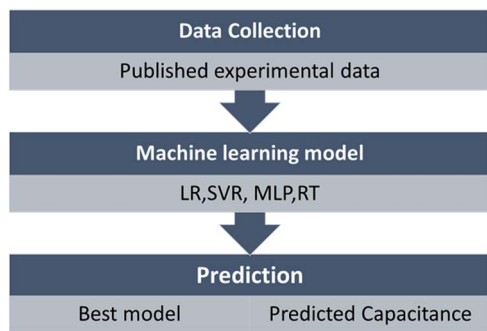 Data Collection
Published experimental data
Machine learning model
LR,SVR, MLP,RT
Prediction
Best model
Predicted Capacitance